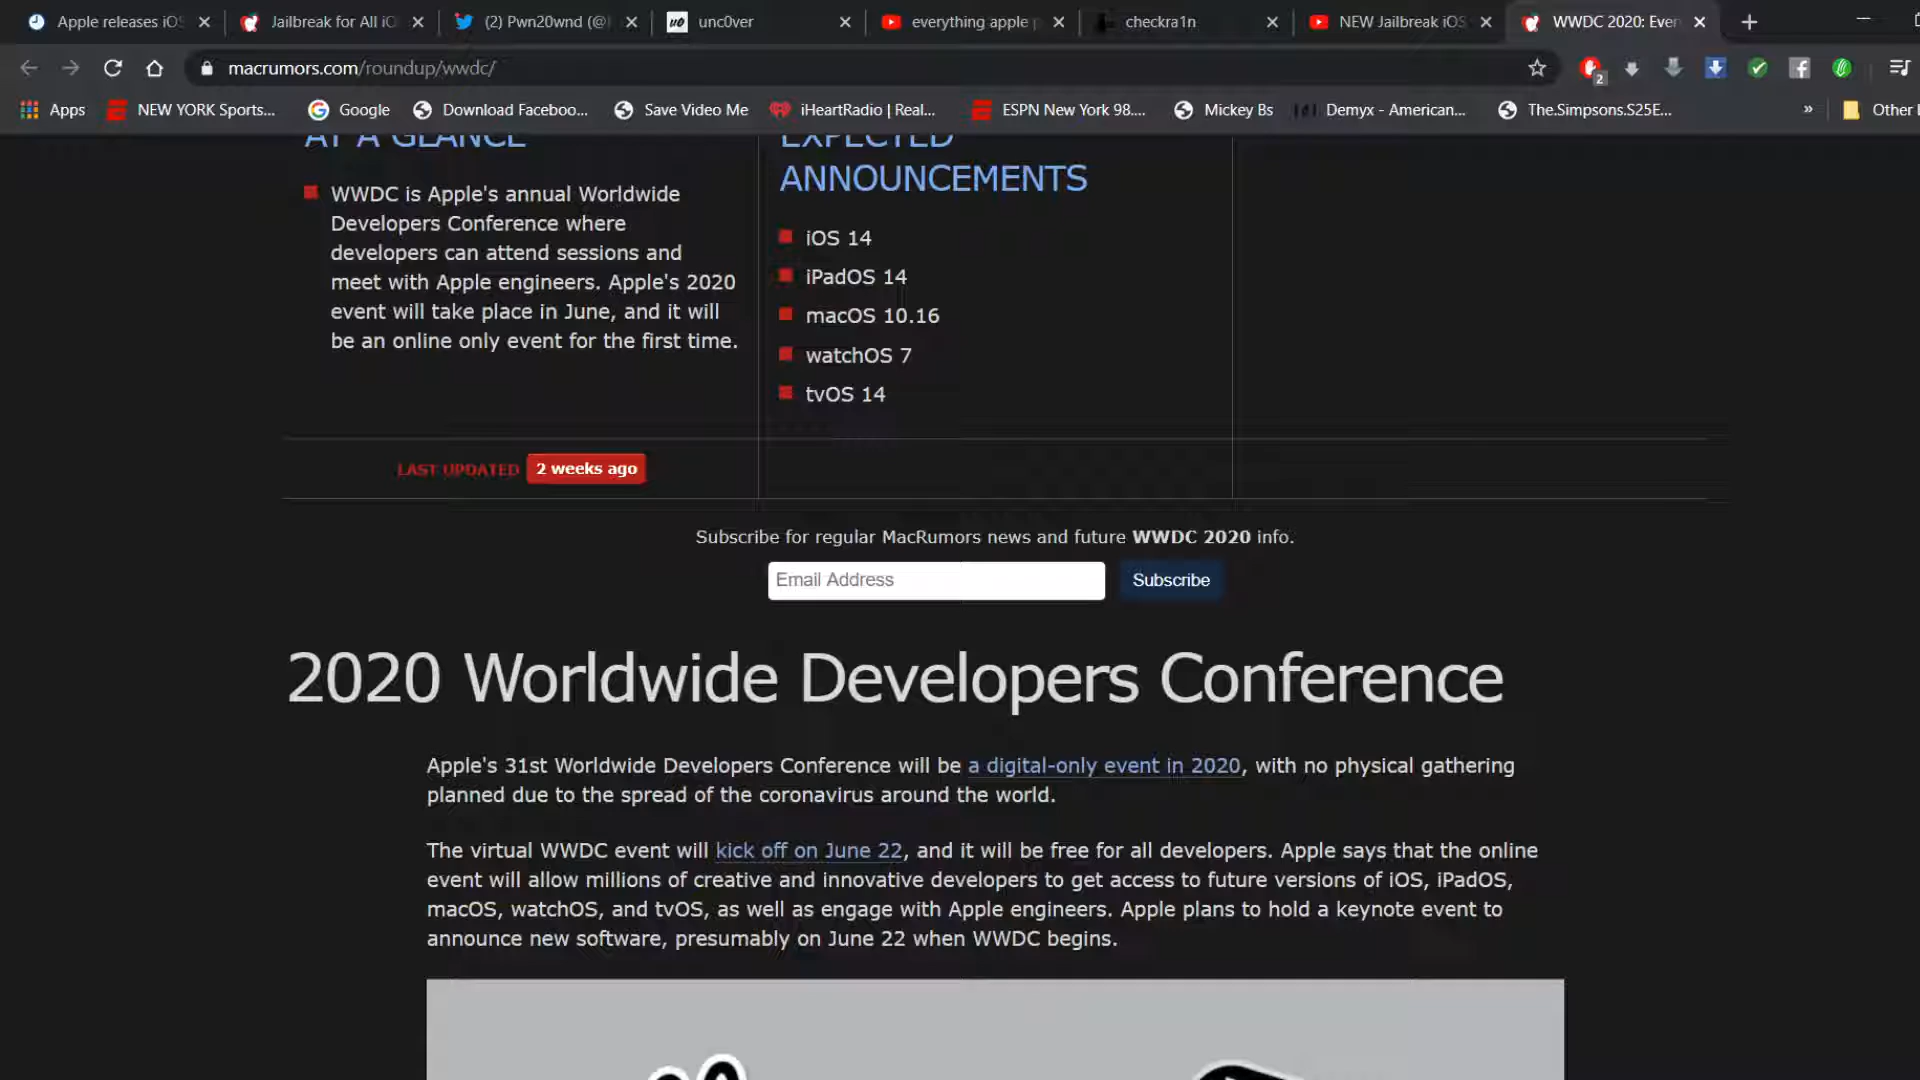 Apple releases iOS
Jailbreak for All iO
(2) Pwn20wnd (@
unc0ver
everything apple p
checkra1n
NEW Jailbreak iOS
WWDC 2020: Even
macrumors.com/roundup/wwdc/
2
Apps
NEW YORK Sports...
Google
Download Faceboo...
Save Video Me
iHeartRadio | Real...
ESPN New York 98....
Mickey Bs
Demyx - American...
The.Simpsons.S25E...
»
Other
AT A GLANCE
WWDC is Apple's annual Worldwide
Developers Conference where
developers can attend sessions and
meet with Apple engineers. Apple's 2020
event will take place in June, and it will
be an online only event for the first time.
EXPECTED
ANNOUNCEMENTS
iOS 14
iPadOS 14
macOS 10.16
watchOS 7
tvOS 14
LAST UPDATED 2 weeks ago
Subscribe for regular MacRumors news and future WWDC 2020 info.
Email Address
Subscribe
2020 Worldwide Developers Conference
Apple's 31st Worldwide Developers Conference will be a digital-only event in 2020, with no physical gathering
planned due to the spread of the coronavirus around the world.
The virtual WWDC event will kick off on June 22, and it will be free for all developers. Apple says that the online
event will allow millions of creative and innovative developers to get access to future versions of iOS, iPadOS,
macOS, watchOS, and tvOS, as well as engage with Apple engineers. Apple plans to hold a keynote event to
announce new software, presumably on June 22 when WWDC begins.